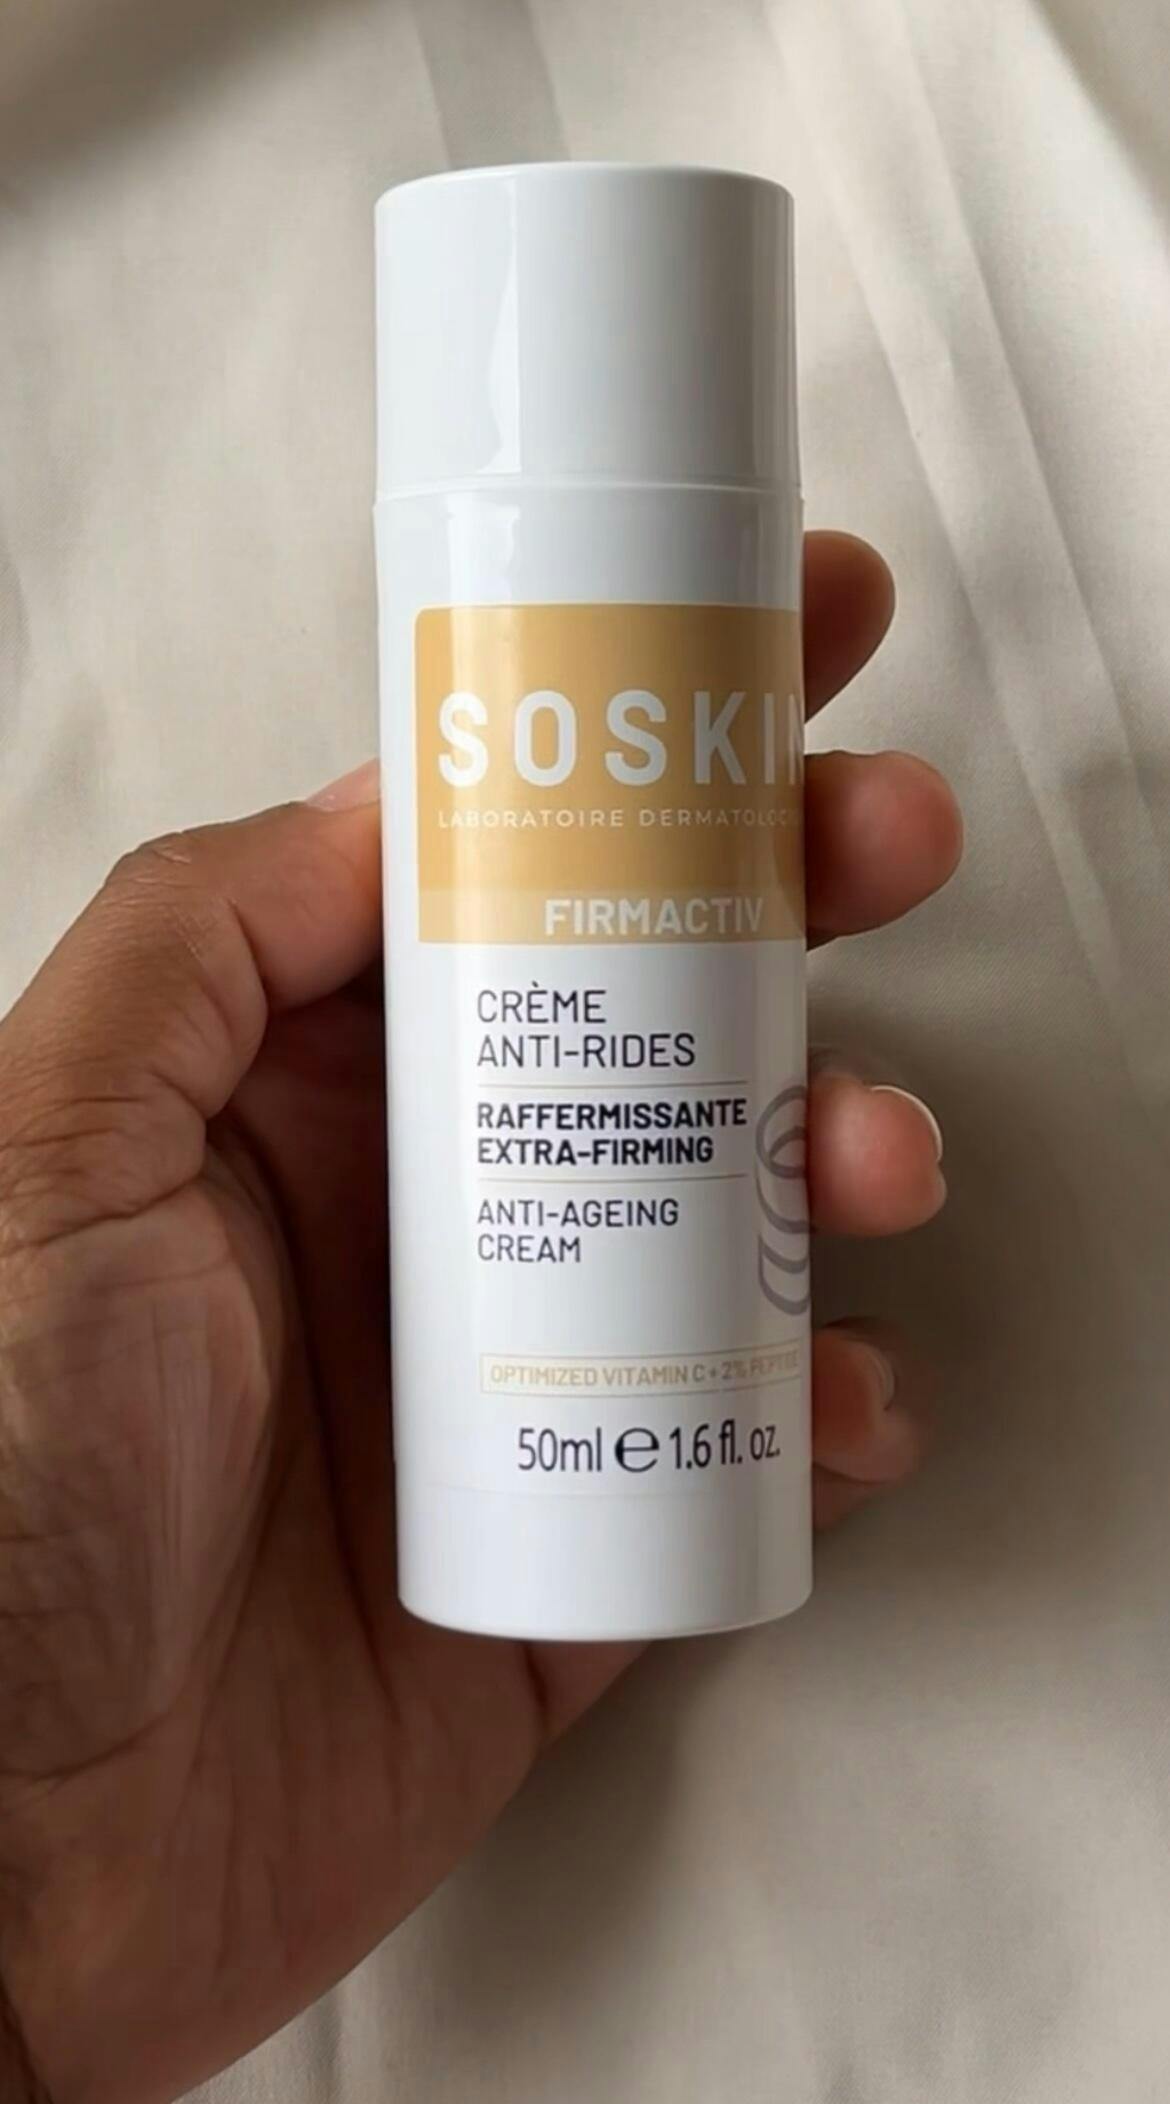 SOSKIN
LABORATOIRE
FIRMACTIV
CRÈME
ANTI-RIDES
RAFFERMISSANTE
EXTRA-FIRMING
ANTI-AGEING
CREAM
OPTIMIZED VITAMIN C + 2% PEPTIDE
50ml e 1.6 fl. oz.